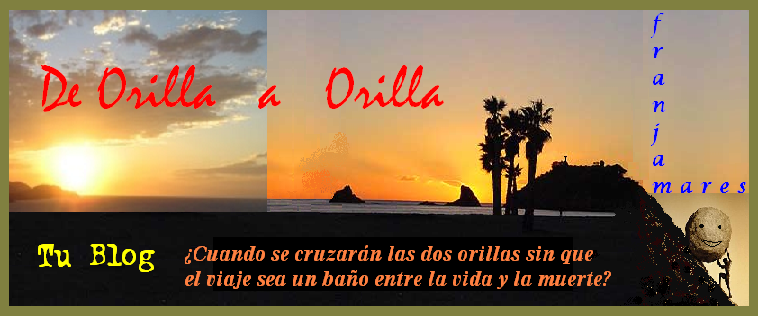 De Orilla a Orilla
franjamares
Tu Blog
¿Cuando se cruzarán las dos orillas sin que
el viaje sea un baño entre la vida y la muerte?